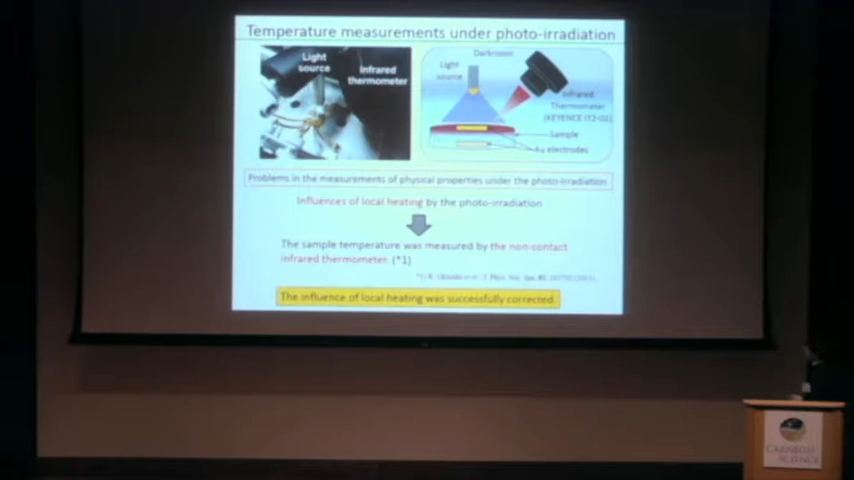 Temperature measurements under photo-irradiation
Light
source
Infrared
thermometer
Darkroom
Light
source
Infrared
Thermometer
(KEYENCE IT2-02)
Sample
Au electrodes
Problems in the measurements of physical properties under the photo-irradiation
Influences of local heating by the photo-irradiation
The sample temperature was measured by the non-contact
infrared thermometer. (*1)
The influence of local heating was successfully corrected.
CARNEGIE
SCIENCE